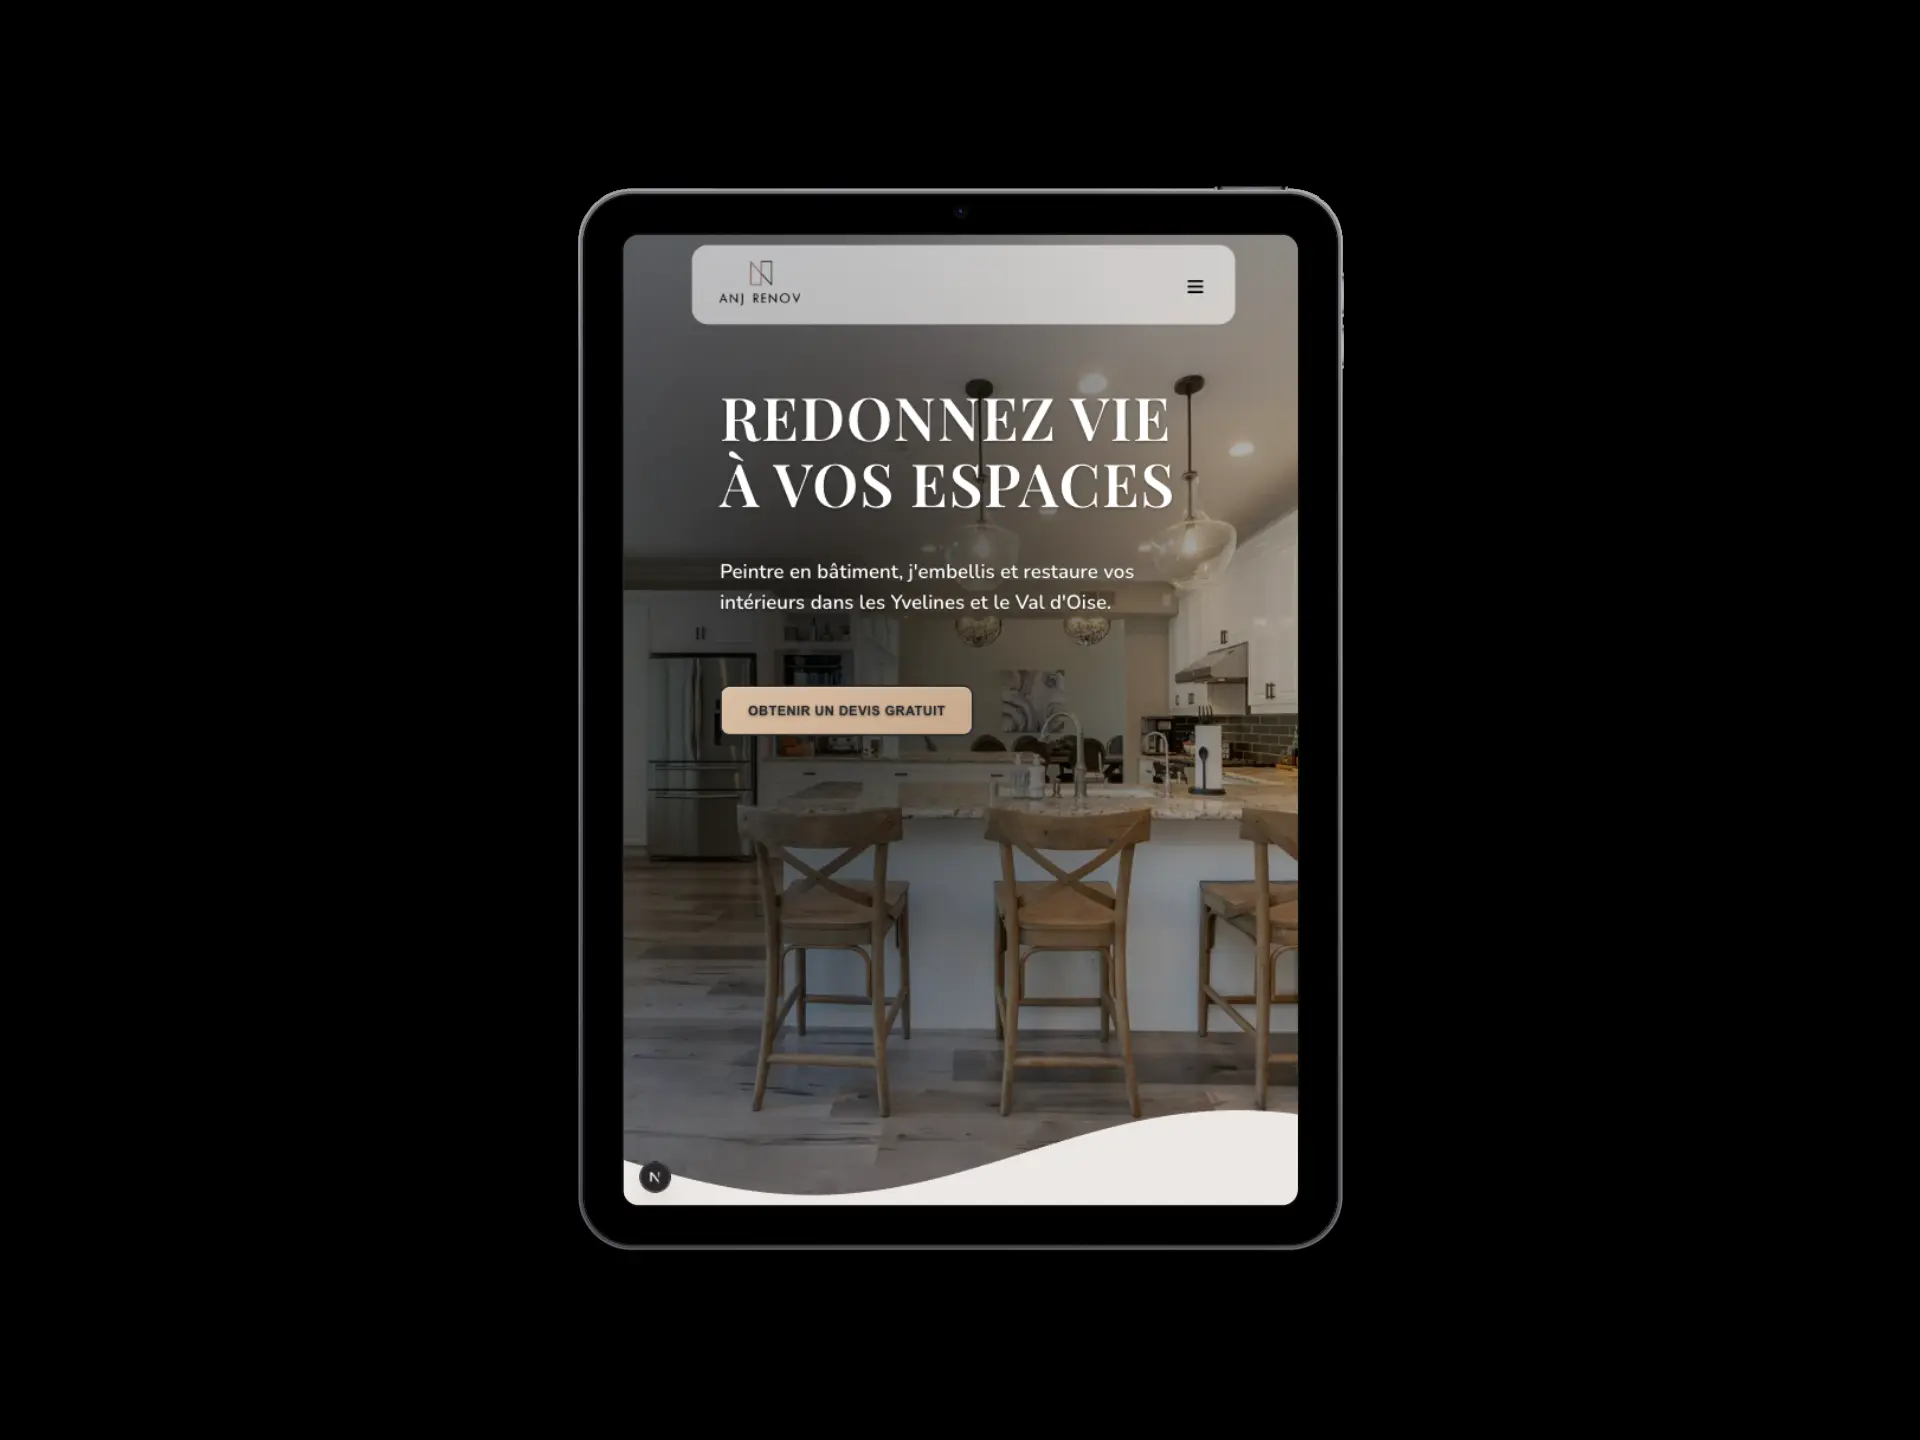 ANJ RENOV
REDONNEZ VIE
À VOS ESPACES
Peintre en bâtiment, j'embellis et restaure vos
intérieurs dans les Yvelines et le Val d'Oise.
OBTENIR UN DEVIS GRATUIT
N